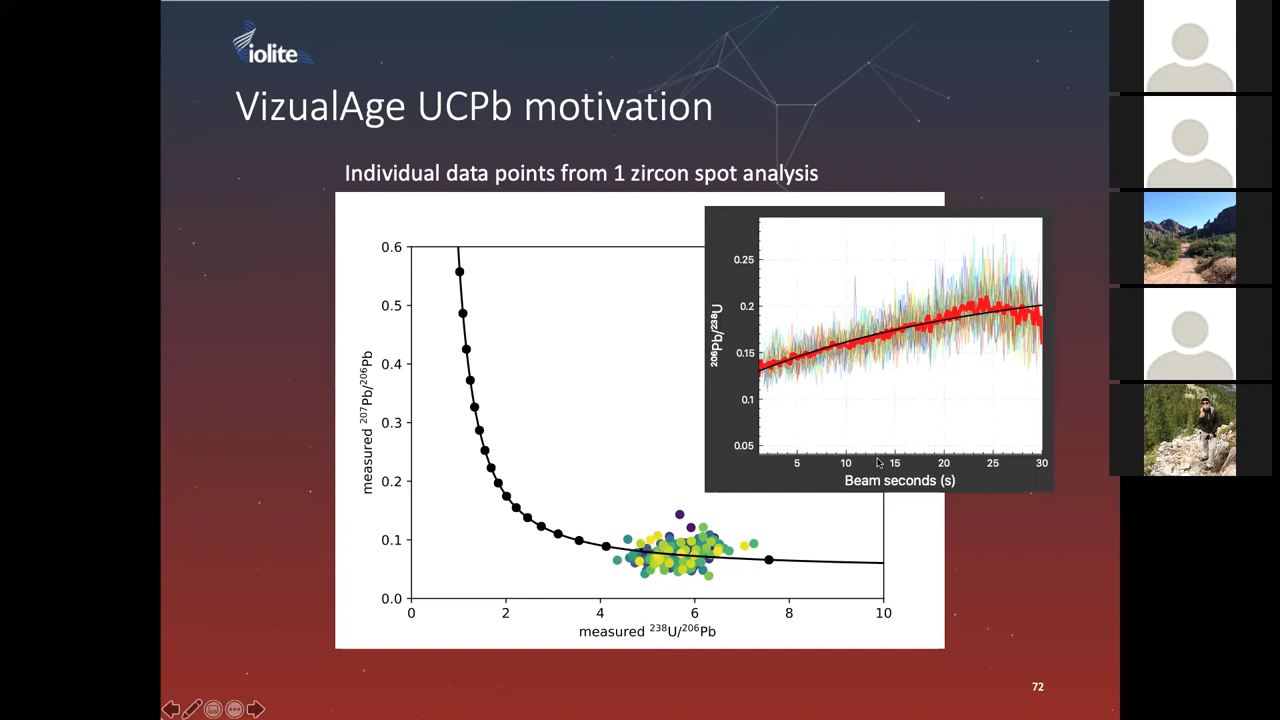 iolite
VizualAge UCPb motivation
Individual data points from 1 zircon spot analysis
0.6
0.5
0.4
0.3
0.2
0.1
0.0
measured ²⁰⁷Pb/²⁰⁶Pb
0 2 4 6 8 10
measured ²³⁸U/²⁰⁶Pb
0.25
0.2
0.15
0.1
0.05
²⁰⁶Pb/²³⁸U
5 10 15 20 25 30
Beam seconds (s)
72